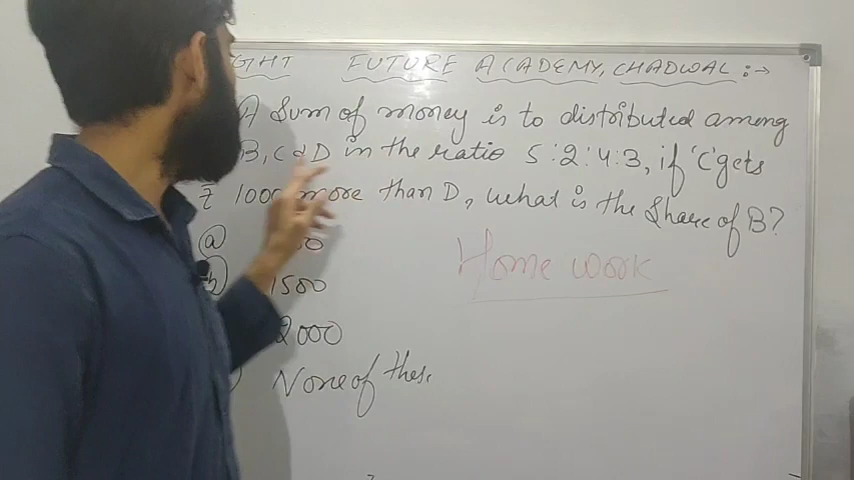 FUTURE ACADEMY, CHADWAL :→
A Sum of money is to distributed among
B, C & D in the ratio 5:2:4:3, if 'C' gets
₹ 1000 more than D, what is the share of B?
(a)
(b) 1500
2000
None of these
Home work